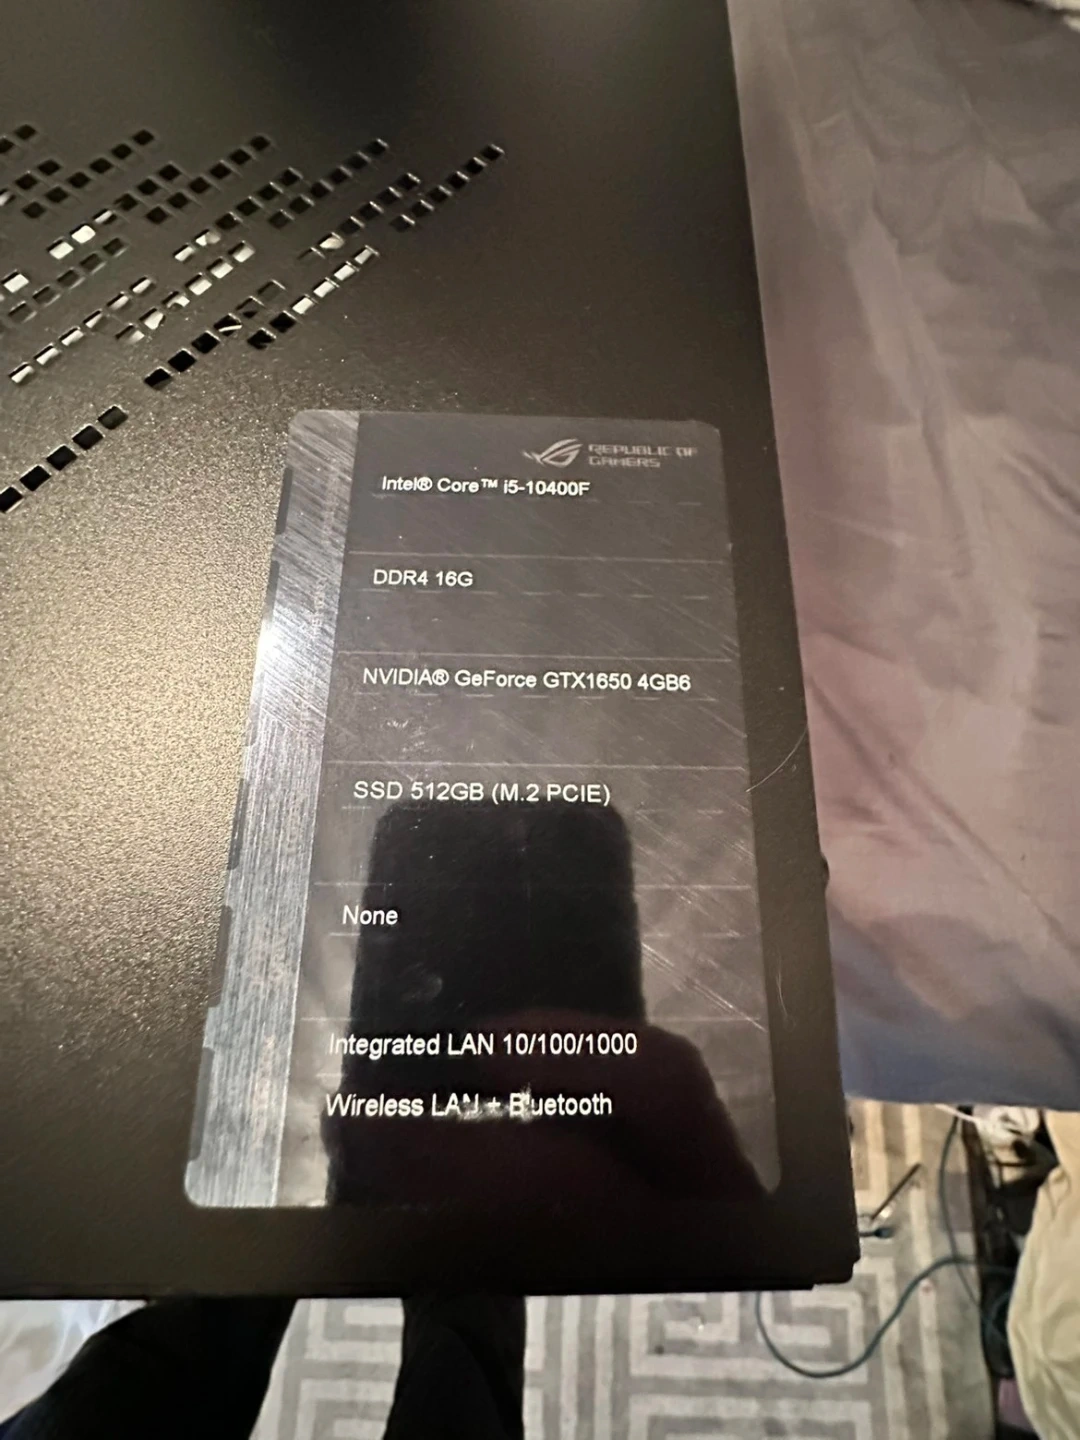 REPUBLIC OF
GAMERS
Intel® Core™ i5-10400F
DDR4 16G
NVIDIA® GeForce GTX1650 4GB6
SSD 512GB (M.2 PCIE)
None
Integrated LAN 10/100/1000
Wireless LAN + Bluetooth